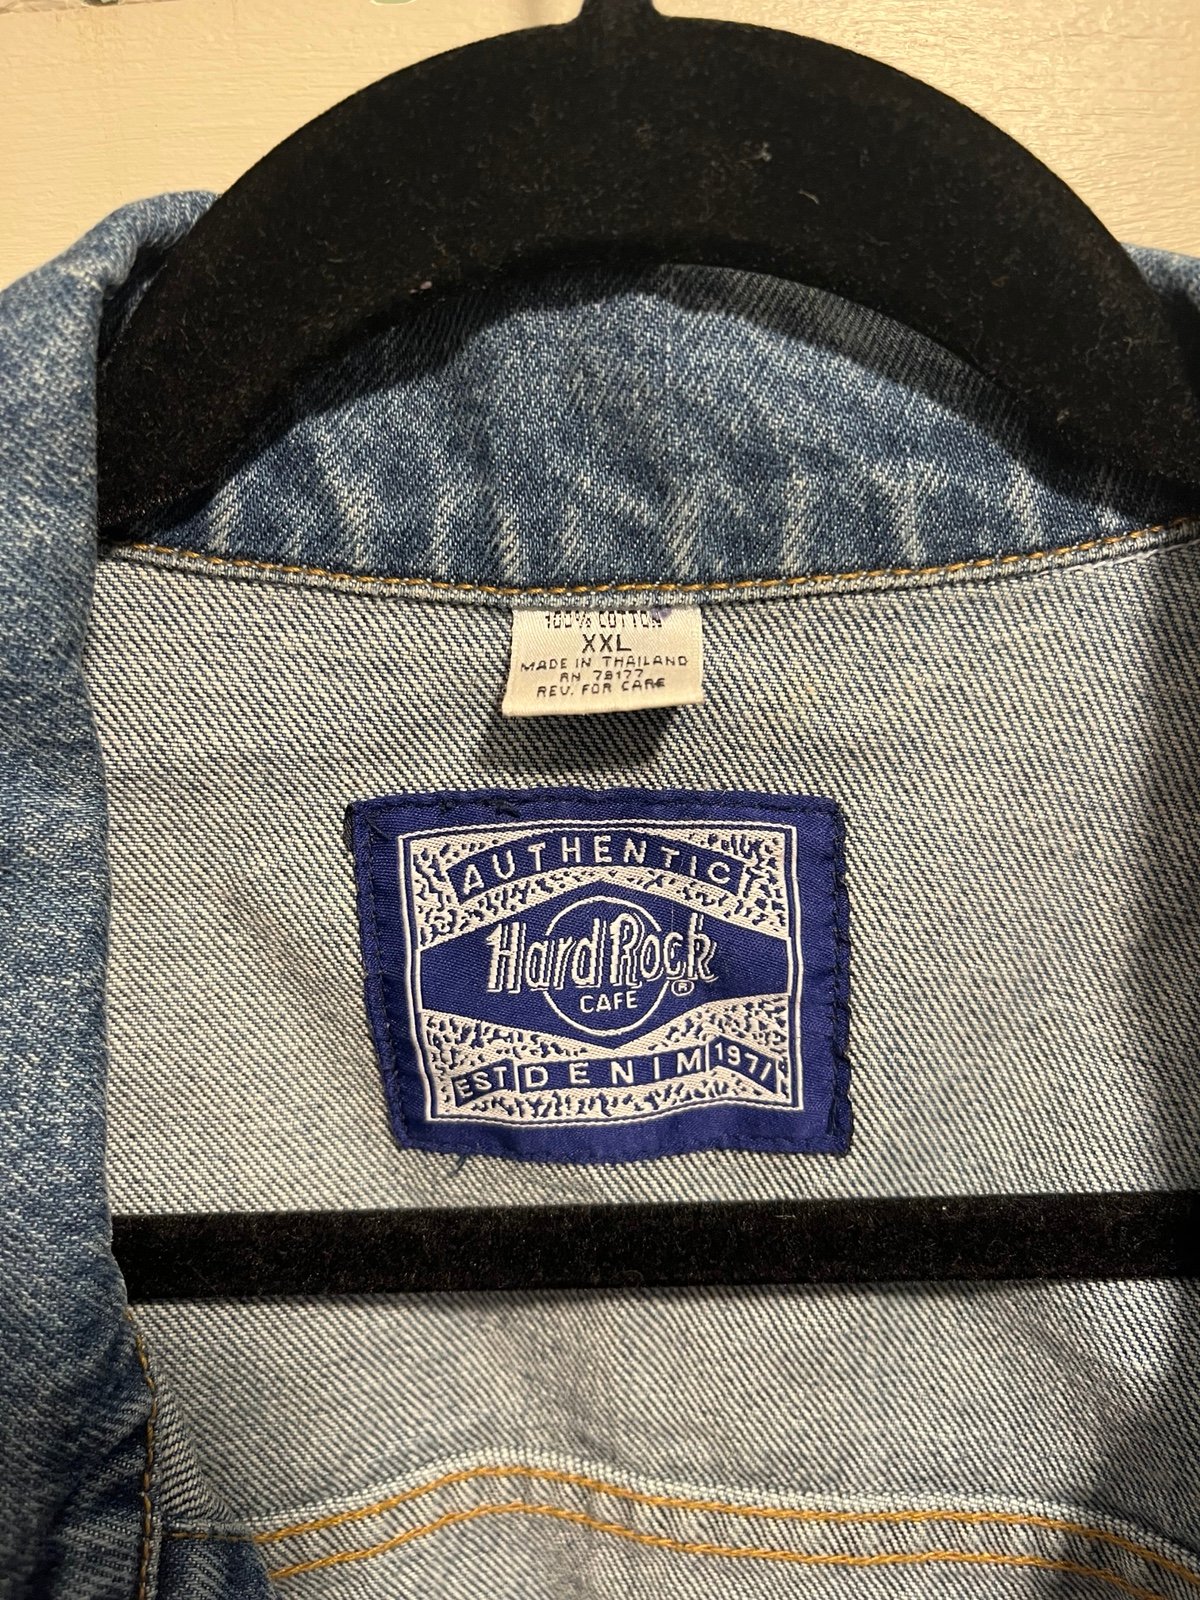 100% COTTON
XXL
MADE IN THAILAND
RN 78177
REV. FOR CARE
AUTHENTIC
Hard Rock ®
CAFE
EST DENIM 1971